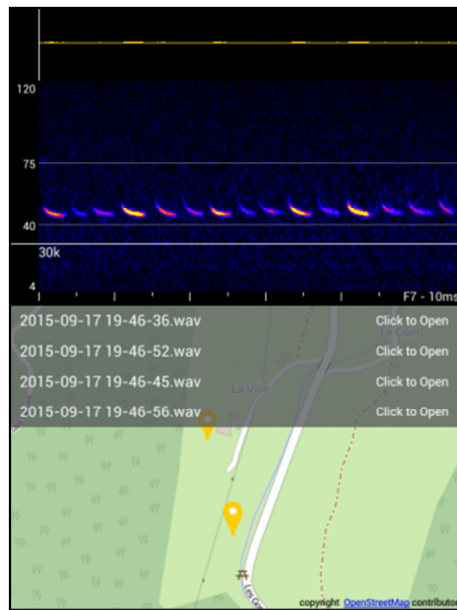 120
75
40
30k
4
F7 - 10ms
2015-09-17 19-46-36.wav Click to Open
Le Coin
2015-09-17 19-46-52.wav Click to Open
2015-09-17 19-46-45.wav Click to Open
La Ville
2015-09-17 19-46-56.wav Click to Open
copyright OpenStreetMap contributor